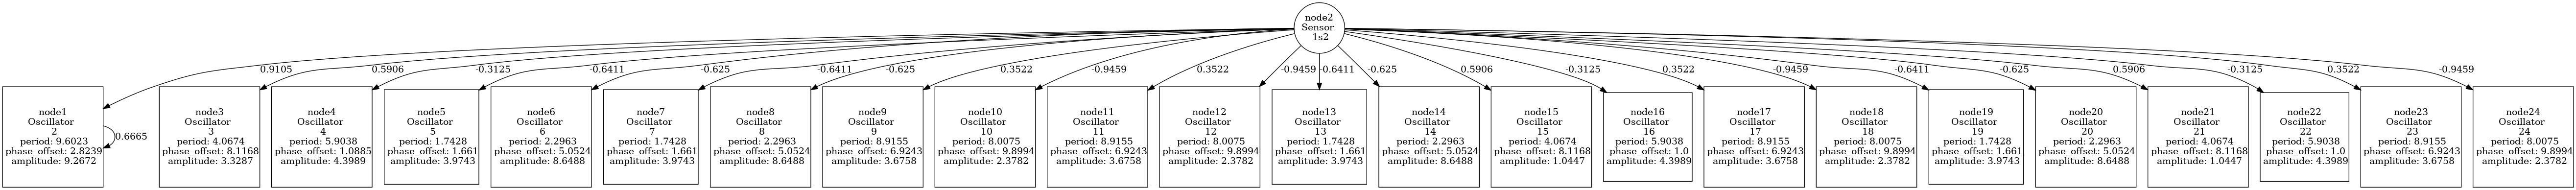 node2
Sensor
1s2
0.9105
0.5906
-0.3125
-0.6411
-0.625
-0.6411
-0.625
0.3522
-0.9459
0.3522
-0.9459
-0.6411
-0.625
0.5906
-0.3125
0.3522
-0.9459
-0.6411
-0.625
0.5906
-0.3125
0.3522
-0.9459
node1
Oscillator
2
period: 9.6023
phase_offset: 2.8239
amplitude: 9.2672
0.6665
node3
Oscillator
3
period: 4.0674
phase_offset: 8.1168
amplitude: 3.3287
node4
Oscillator
4
period: 5.9038
phase_offset: 1.0885
amplitude: 4.3989
node5
Oscillator
5
period: 1.7428
phase_offset: 1.661
amplitude: 3.9743
node6
Oscillator
6
period: 2.2963
phase_offset: 5.0524
amplitude: 8.6488
node7
Oscillator
7
period: 1.7428
phase_offset: 1.661
amplitude: 3.9743
node8
Oscillator
8
period: 2.2963
phase_offset: 5.0524
amplitude: 8.6488
node9
Oscillator
9
period: 8.9155
phase_offset: 6.9243
amplitude: 3.6758
node10
Oscillator
10
period: 8.0075
phase_offset: 9.8994
amplitude: 2.3782
node11
Oscillator
11
period: 8.9155
phase_offset: 6.9243
amplitude: 3.6758
node12
Oscillator
12
period: 8.0075
phase_offset: 9.8994
amplitude: 2.3782
node13
Oscillator
13
period: 1.7428
phase_offset: 1.661
amplitude: 3.9743
node14
Oscillator
14
period: 2.2963
phase_offset: 5.0524
amplitude: 8.6488
node15
Oscillator
15
period: 4.0674
phase_offset: 8.1168
amplitude: 1.0447
node16
Oscillator
16
period: 5.9038
phase_offset: 1.0
amplitude: 4.3989
node17
Oscillator
17
period: 8.9155
phase_offset: 6.9243
amplitude: 3.6758
node18
Oscillator
18
period: 8.0075
phase_offset: 9.8994
amplitude: 2.3782
node19
Oscillator
19
period: 1.7428
phase_offset: 1.661
amplitude: 3.9743
node20
Oscillator
20
period: 2.2963
phase_offset: 5.0524
amplitude: 8.6488
node21
Oscillator
21
period: 4.0674
phase_offset: 8.1168
amplitude: 1.0447
node22
Oscillator
22
period: 5.9038
phase_offset: 1.0
amplitude: 4.3989
node23
Oscillator
23
period: 8.9155
phase_offset: 6.9243
amplitude: 3.6758
node24
Oscillator
24
period: 8.0075
phase_offset: 9.8994
amplitude: 2.3782